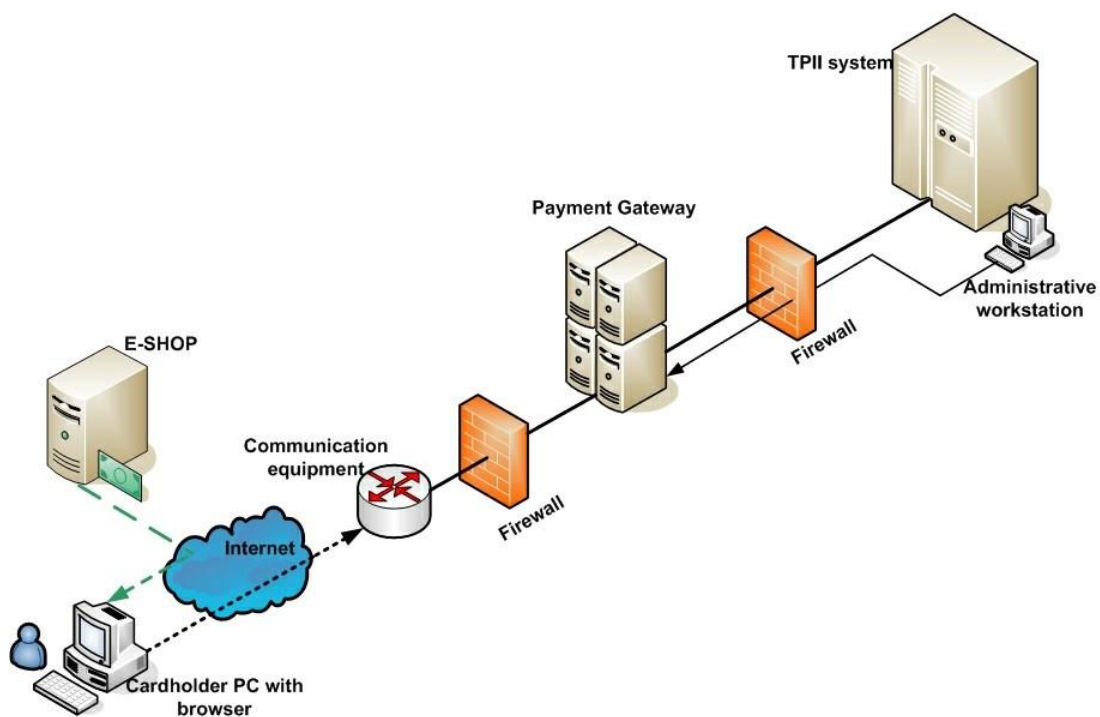 TPII system
Payment Gateway
Administrative
workstation
Firewall
E-SHOP
Communication
equipment
Firewall
Internet
Cardholder PC with
browser